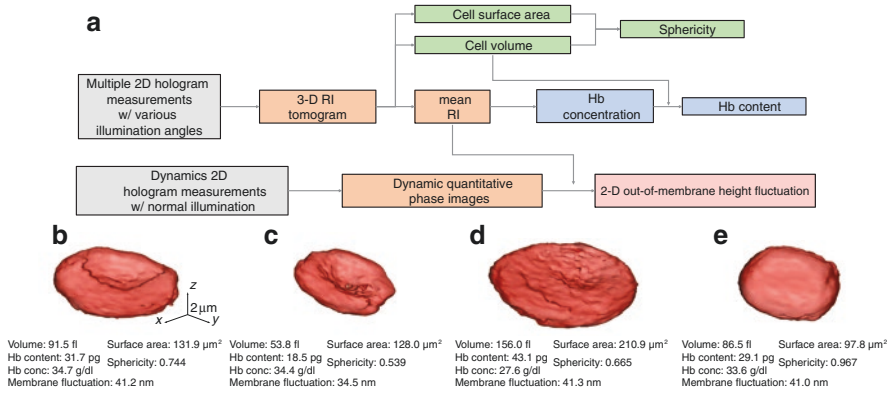 a
Cell surface area
Cell volume
Sphericity
Multiple 2D hologram
measurements
w/ various
illumination angles
3-D RI
tomogram
mean
RI
Hb
concentration
Hb content
Dynamics 2D
hologram measurements
w/ normal illumination
Dynamic quantitative
phase images
2-D out-of-membrane height fluctuation
b
z
2 μm
x
y
Volume: 91.5 fl
Surface area: 131.9 μm²
Hb content: 31.7 pg
Sphericity: 0.744
Hb conc: 34.7 g/dl
Membrane fluctuation: 41.2 nm
c
Volume: 53.8 fl
Surface area: 128.0 μm²
Hb content: 18.5 pg
Sphericity: 0.539
Hb conc: 34.4 g/dl
Membrane fluctuation: 34.5 nm
d
Volume: 156.0 fl
Surface area: 210.9 μm²
Hb content: 43.1 pg
Sphericity: 0.665
Hb conc: 27.6 g/dl
Membrane fluctuation: 41.3 nm
e
Volume: 86.5 fl
Surface area: 97.8 μm²
Hb content: 29.1 pg
Sphericity: 0.967
Hb conc: 33.6 g/dl
Membrane fluctuation: 41.0 nm